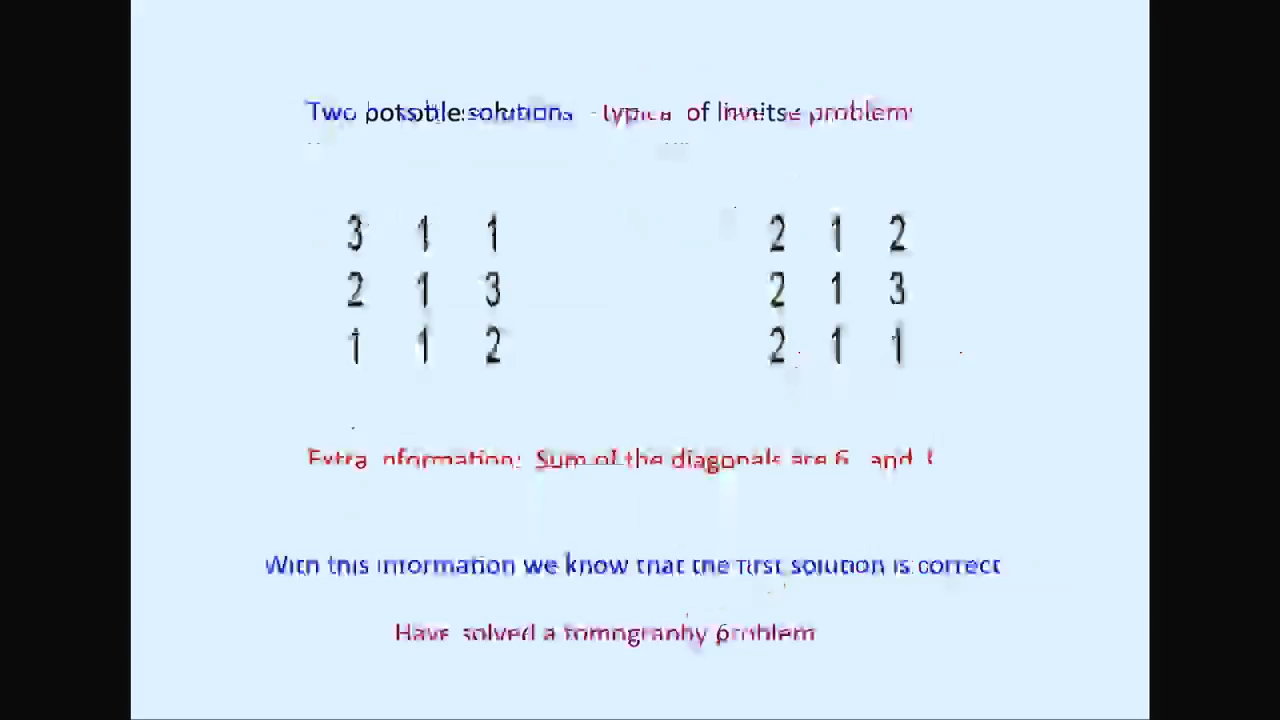 Two possible solutions - typical of inverse problems
3 1 1 2 1 2
2 1 3 2 1 3
1 1 2 2 1 1
Extra information: Sum of the diagonals are 6 and
With this information we know that the first solution is correct
Have solved a tomography problem